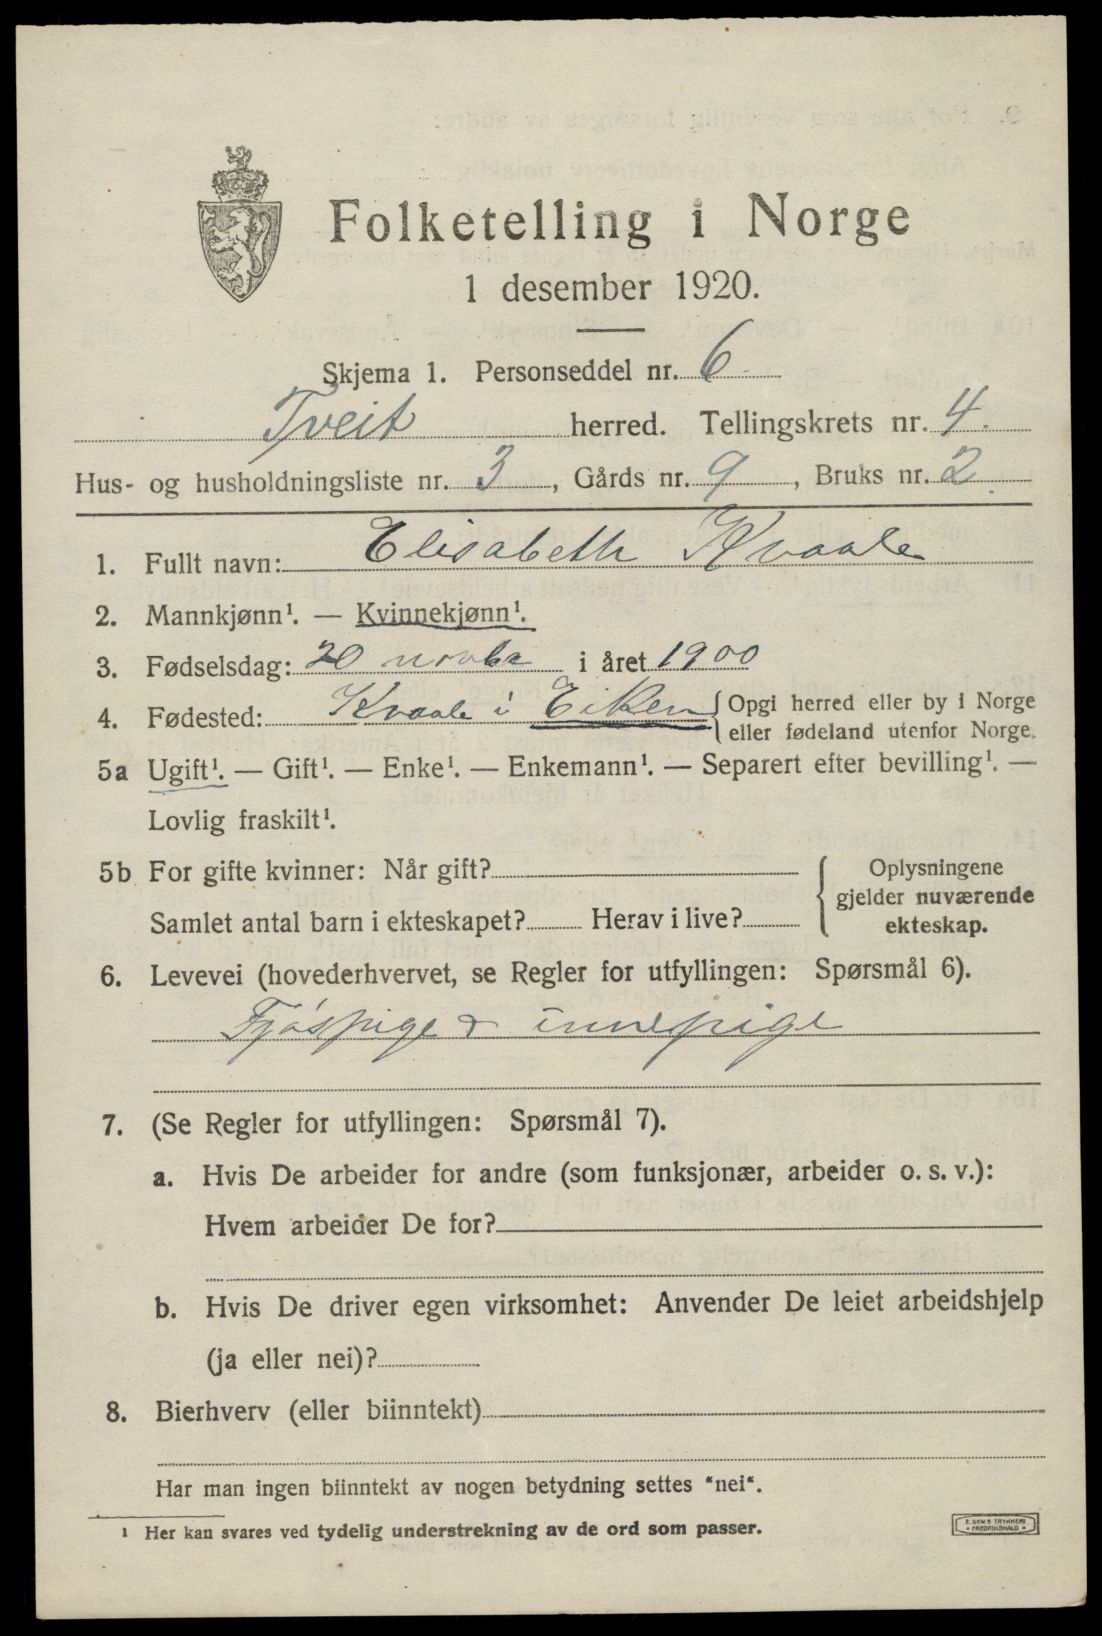 Folketelling i Norge
1 desember 1920.
Skjema 1. Personseddel nr. 6
Tveit herred. Tellingskrets nr. 4.
Hus- og husholdningsliste nr. 3, Gårds nr. 9, Bruks nr. 2.
1. Fullt navn: Elisabeth Kvaale
2. Mannkjønn¹. — Kvinnekjønn¹.
3. Fødselsdag: 20 novbr i året 1900
4. Fødested: Kvaale i Eiken { Opgi herred eller by i Norge
eller fødeland utenfor Norge.
5a Ugift¹. — Gift¹. — Enke¹. — Enkemann¹. — Separert efter bevilling¹. —
Lovlig fraskilt¹.
5b For gifte kvinner: Når gift?
Samlet antal barn i ekteskapet? Herav i live?
{ Oplysningene
gjelder nuværende
ekteskap.
6. Levevei (hovederhvervet, se Regler for utfyllingen: Spørsmål 6).
Fjøspige & innepige
7. (Se Regler for utfyllingen: Spørsmål 7).
a. Hvis De arbeider for andre (som funksjonær, arbeider o. s. v.):
Hvem arbeider De for?
b. Hvis De driver egen virksomhet: Anvender De leiet arbeidshjelp
(ja eller nei)?
8. Bierhverv (eller biinntekt)
Har man ingen biinntekt av nogen betydning settes "nei".
¹ Her kan svares ved tydelig understrekning av de ord som passer.
E. SEMS TRYKKERI
FREDRIKSHALD